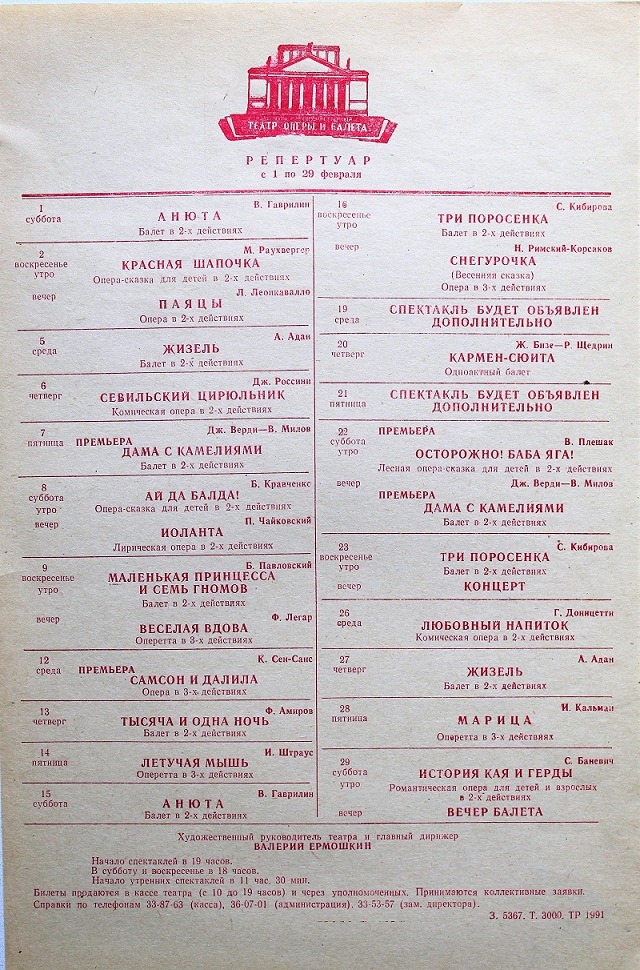 ТЕАТР ОПЕРЫ И БАЛЕТА
РЕПЕРТУАР
с 1 по 29 февраля
1
суббота
В. Гаврилин
АНЮТА
Балет в 2-х действиях
2
воскресенье
утро
М. Раухвергер
КРАСНАЯ ШАПОЧКА
Опера-сказка для детей в 2-х действиях
вечер
Л. Леонкавалло
ПАЯЦЫ
Опера в 2-х действиях
5
среда
А. Адан
ЖИЗЕЛЬ
Балет в 2-х действиях
6
четверг
Дж. Россини
СЕВИЛЬСКИЙ ЦИРЮЛЬНИК
Комическая опера в 2-х действиях
7
пятница
Дж. Верди—В. Милов
ПРЕМЬЕРА
ДАМА С КАМЕЛИЯМИ
Балет в 2-х действиях
8
суббота
утро
Б. Кравченко
АЙ ДА БАЛДА!
Опера-сказка для детей в 2-х действиях
вечер
П. Чайковский
ИОЛАНТА
Лирическая опера в 2-х действиях
9
воскресенье
утро
Б. Павловский
МАЛЕНЬКАЯ ПРИНЦЕССА
И СЕМЬ ГНОМОВ
Балет в 2-х действиях
вечер
Ф. Легар
ВЕСЕЛАЯ ВДОВА
Оперетта в 3-х действиях
12
среда
К. Сен-Санс
ПРЕМЬЕРА
САМСОН И ДАЛИЛА
Опера в 3-х действиях
13
четверг
Ф. Амиров
ТЫСЯЧА И ОДНА НОЧЬ
Балет в 2-х действиях
14
пятница
И. Штраус
ЛЕТУЧАЯ МЫШЬ
Оперетта в 3-х действиях
15
суббота
В. Гаврилин
АНЮТА
Балет в 2-х действиях
16
воскресенье
утро
С. Кибирова
ТРИ ПОРОСЕНКА
Балет в 2-х действиях
вечер
Н. Римский-Корсаков
СНЕГУРОЧКА
(Весенняя сказка)
Опера в 3-х действиях
19
среда
СПЕКТАКЛЬ БУДЕТ ОБЪЯВЛЕН
ДОПОЛНИТЕЛЬНО
20
четверг
Ж. Бизе—Р. Щедрин
КАРМЕН-СЮИТА
Одноактный балет
21
пятница
СПЕКТАКЛЬ БУДЕТ ОБЪЯВЛЕН
ДОПОЛНИТЕЛЬНО
22
суббота
утро
ПРЕМЬЕРА
В. Плешак
ОСТОРОЖНО! БАБА ЯГА!
Лесная опера-сказка для детей в 2-х действиях
вечер
Дж. Верди—В. Милов
ПРЕМЬЕРА
ДАМА С КАМЕЛИЯМИ
Балет в 2-х действиях
23
воскресенье
утро
С. Кибирова
ТРИ ПОРОСЕНКА
Балет в 2-х действиях
вечер
КОНЦЕРТ
26
среда
Г. Доницетти
ЛЮБОВНЫЙ НАПИТОК
Комическая опера в 2-х действиях
27
четверг
А. Адан
ЖИЗЕЛЬ
Балет в 2-х действиях
28
пятница
И. Кальман
МАРИЦА
Оперетта в 3-х действиях
29
суббота
утро
С. Баневич
ИСТОРИЯ КАЯ И ГЕРДЫ
Романтическая опера для детей и взрослых
в 2-х действиях
вечер
ВЕЧЕР БАЛЕТА
Художественный руководитель театра и главный дирижер
ВАЛЕРИЙ ЕРМОШКИН
Начало спектаклей в 19 часов.
В субботу и воскресенье в 18 часов.
Начало утренних спектаклей в 11 час. 30 мин.
Билеты продаются в кассе театра (с 10 до 19 часов) и через уполномоченных. Принимаются коллективные заявки.
Справки по телефонам 33-87-63 (касса), 36-07-01 (администрация), 33-53-57 (зам. директора).
З. 5367. Т. 3000. ТР 1991